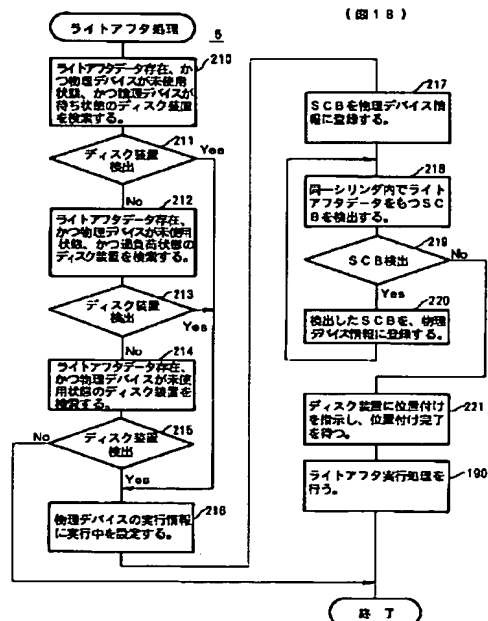 (図18)
ライトアフタ処理
5
210
ライトアフタデータ存在、か
つ物理デバイスが未使用
状態、かつ論理デバイスが
待ち状態のディスク装置
を検索する。
211
ディスク装置
検出
Yes
No
212
ライトアフタデータ存在、
かつ物理デバイスが未使用
状態、かつ過負荷状態の
ディスク装置を検索する。
213
ディスク装置
検出
Yes
No
214
ライトアフタデータ存在、
かつ物理デバイスが未使
用状態のディスク装置を
検索する。
215
No
ディスク装置
検出
Yes
216
物理デバイスの実行情報
に実行中を設定する。
217
SCBを物理デバイス情
報に登録する。
218
同一シリンダ内でライト
アフタデータをもつSC
Bを検出する。
219
No
SCB検出
Yes
220
検出したSCBを、物理
デバイス情報に登録する。
221
ディスク装置に位置付け
を指示し、位置付け完了
を待つ。
190
ライトアフタ実行処理を
行う。
終了